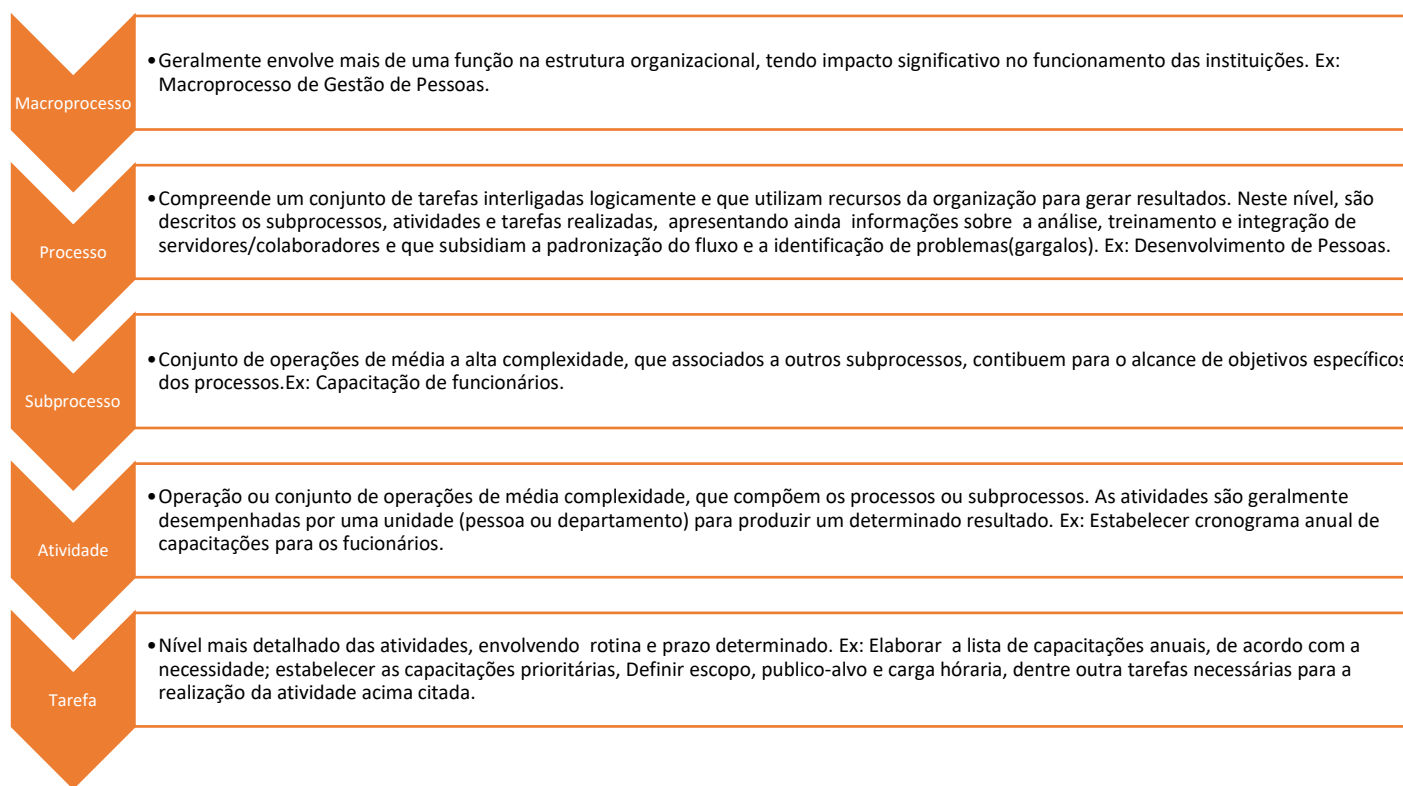 •Geralmente envolve mais de uma função na estrutura organizacional, tendo impacto significativo no funcionamento das instituições. Ex:
Macroprocesso de Gestão de Pessoas.
Macroprocesso
•Compreende um conjunto de tarefas interligadas logicamente e que utilizam recursos da organização para gerar resultados. Neste nível, são
descritos os subprocessos, atividades e tarefas realizadas, apresentando ainda informações sobre a análise, treinamento e integração de
servidores/colaboradores e que subsidiam a padronização do fluxo e a identificação de problemas(gargalos). Ex: Desenvolvimento de Pessoas.
Processo
•Conjunto de operações de média a alta complexidade, que associados a outros subprocessos, contibuem para o alcance de objetivos específicos
dos processos.Ex: Capacitação de funcionários.
Subprocesso
•Operação ou conjunto de operações de média complexidade, que compõem os processos ou subprocessos. As atividades são geralmente
desempenhadas por uma unidade (pessoa ou departamento) para produzir um determinado resultado. Ex: Estabelecer cronograma anual de
capacitações para os fucionários.
Atividade
•Nível mais detalhado das atividades, envolvendo rotina e prazo determinado. Ex: Elaborar a lista de capacitações anuais, de acordo com a
necessidade; estabelecer as capacitações prioritárias, Definir escopo, publico-alvo e carga hóraria, dentre outra tarefas necessárias para a
realização da atividade acima citada.
Tarefa